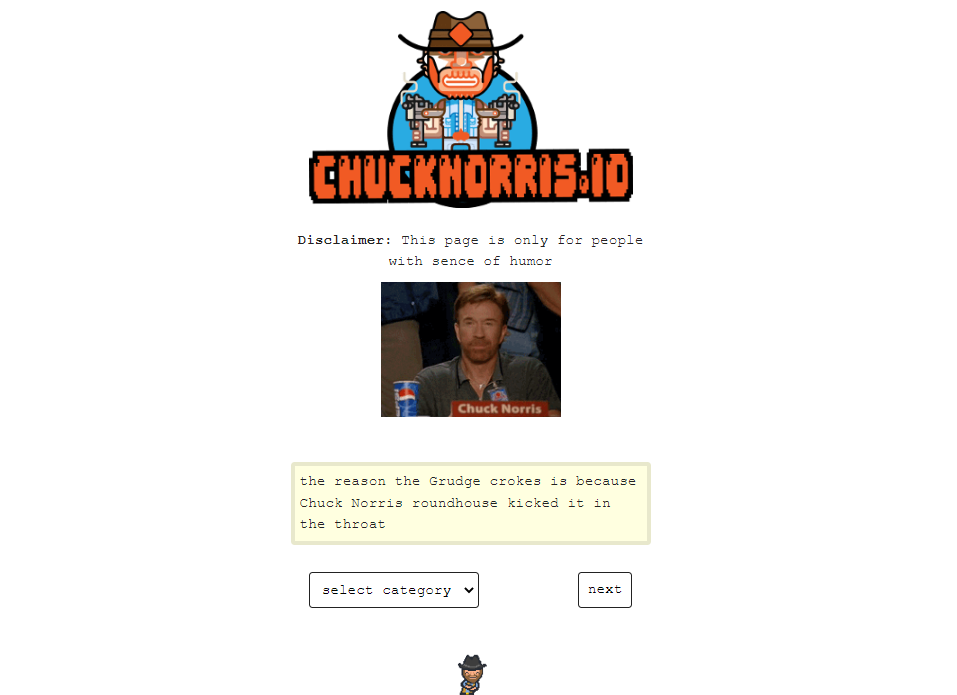 CHUCKNORRIS.IO
Disclaimer: This page is only for people
with sence of humor
Chuck Norris
the reason the Grudge crokes is because
Chuck Norris roundhouse kicked it in
the throat
select category
next